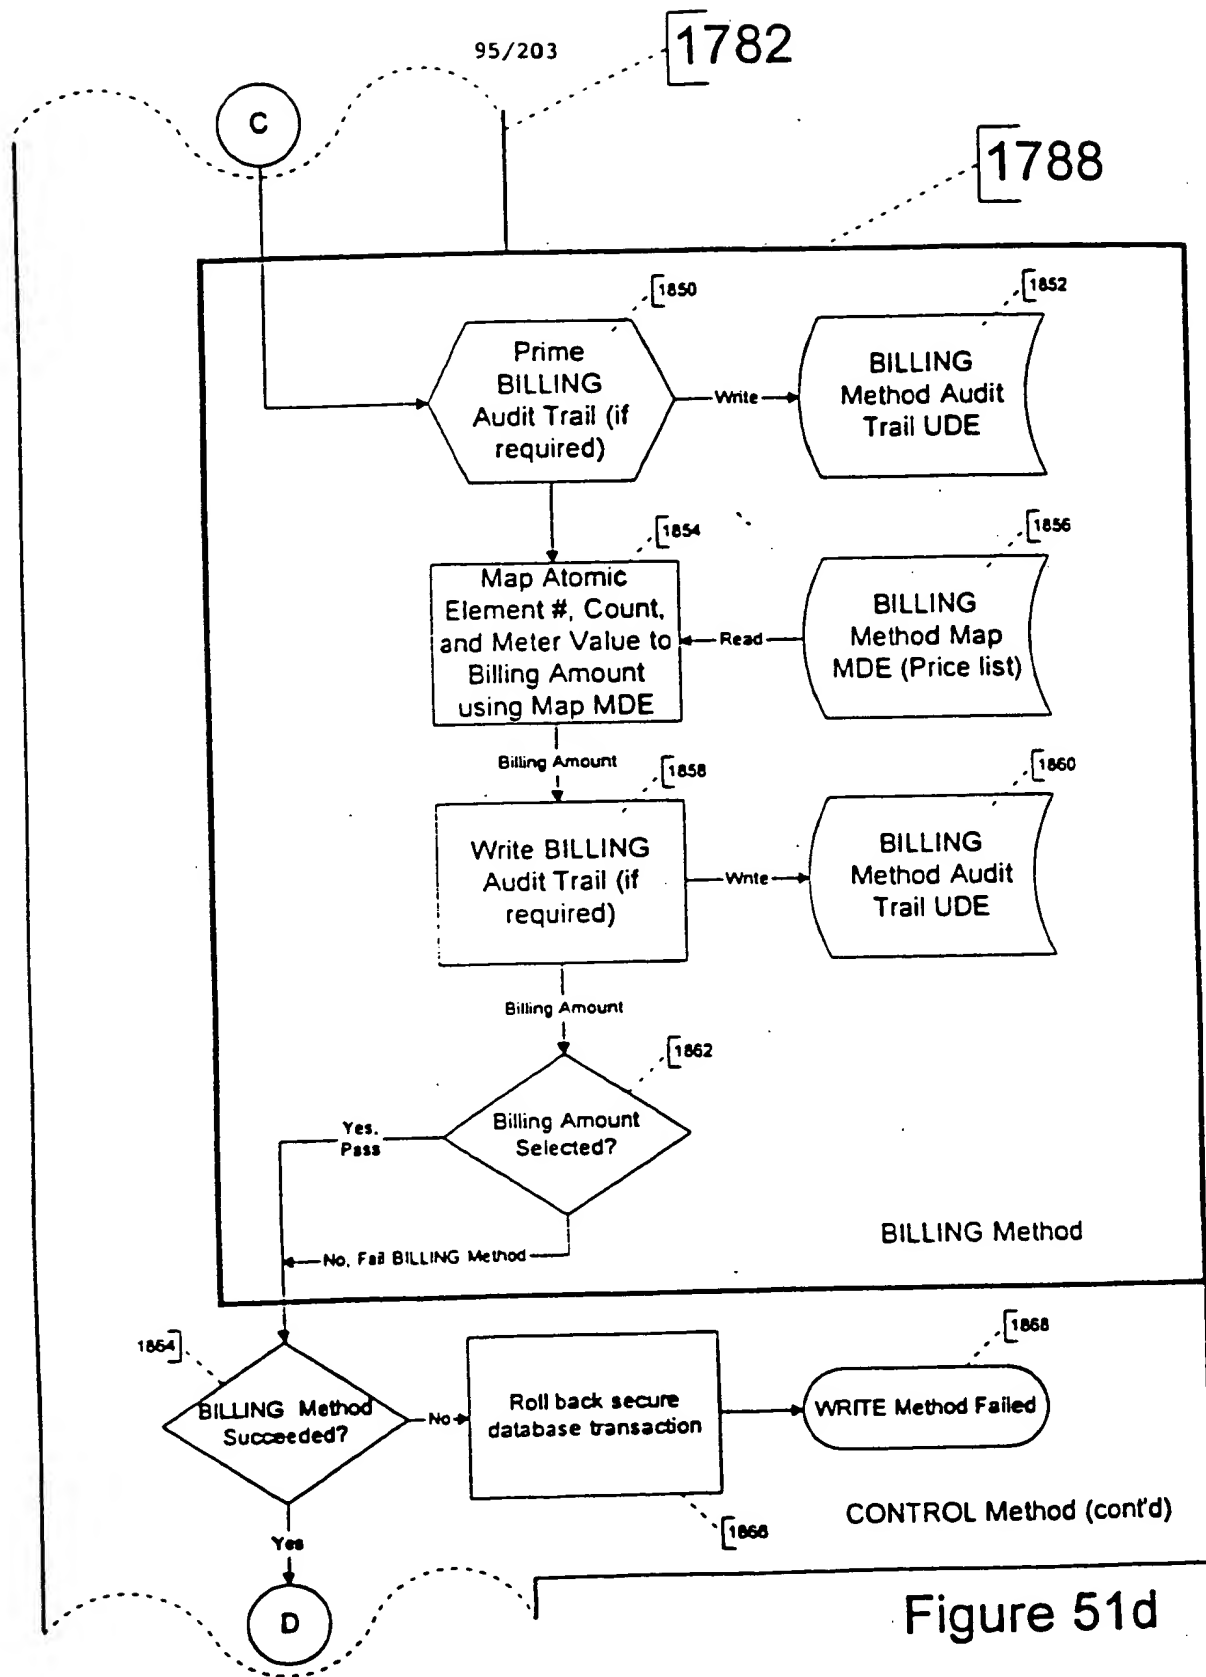 95/203
1782
C
1788
1850
1852
Prime
BILLING
Audit Trail (if
required)
Write
BILLING
Method Audit
Trail UDE
1854
1856
Map Atomic
Element #, Count,
and Meter Value to
Billing Amount
using Map MDE
Read
BILLING
Method Map
MDE (Price list)
Billing Amount
1858
1860
Write BILLING
Audit Trail (if
required)
Write
BILLING
Method Audit
Trail UDE
Billing Amount
1862
Billing Amount
Selected?
Yes,
Pass
No, Fail BILLING Method
BILLING Method
1864
1868
BILLING Method
Succeeded?
No
Roll back secure
database transaction
WRITE Method Failed
1866
CONTROL Method (cont'd)
Yes
D
Figure 51d